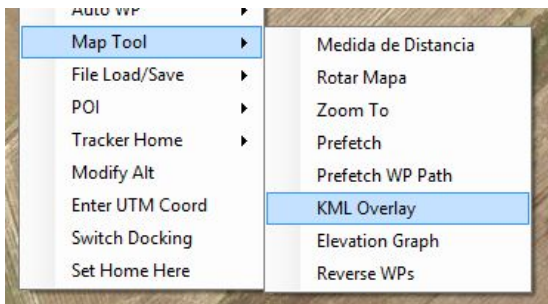 Auto WP
Map Tool
File Load/Save
POI
Tracker Home
Modify Alt
Enter UTM Coord
Switch Docking
Set Home Here
Medida de Distancia
Rotar Mapa
Zoom To
Prefetch
Prefetch WP Path
KML Overlay
Elevation Graph
Reverse WPs